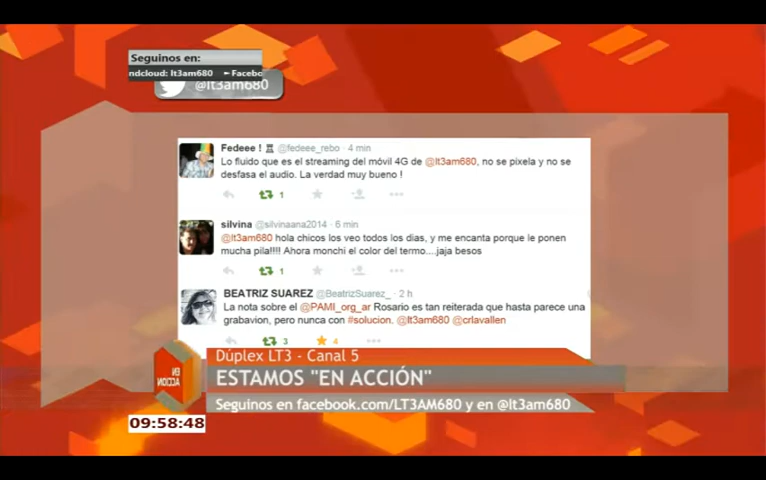 Seguinos en:
ndcloud: lt3am680 Facebo
@lt3am680
Fedeee ! @fedeee_rebo · 4 min
Lo fluido que es el streaming del móvil 4G de @lt3am680, no se pixela y no se
desfasa el audio. La verdad muy bueno !
1
silvina @silvinaana2014 · 6 min
@lt3am680 hola chicos los veo todos los dias, y me encanta porque le ponen
mucha pila!!!! Ahora monchi el color del termo....jaja besos
1
BEATRIZ SUAREZ @BeatrizSuarez_ · 2 h
La nota sobre el @PAMI_org_ar Rosario es tan reiterada que hasta parece una
grabavion, pero nunca con #solucion. @lt3am680 @crlavallen
3 4
Dúplex LT3 - Canal 5
EN
ACCION
ESTAMOS "EN ACCIÓN"
Seguinos en facebook.com/LT3AM680 y en @lt3am680
09:58:48